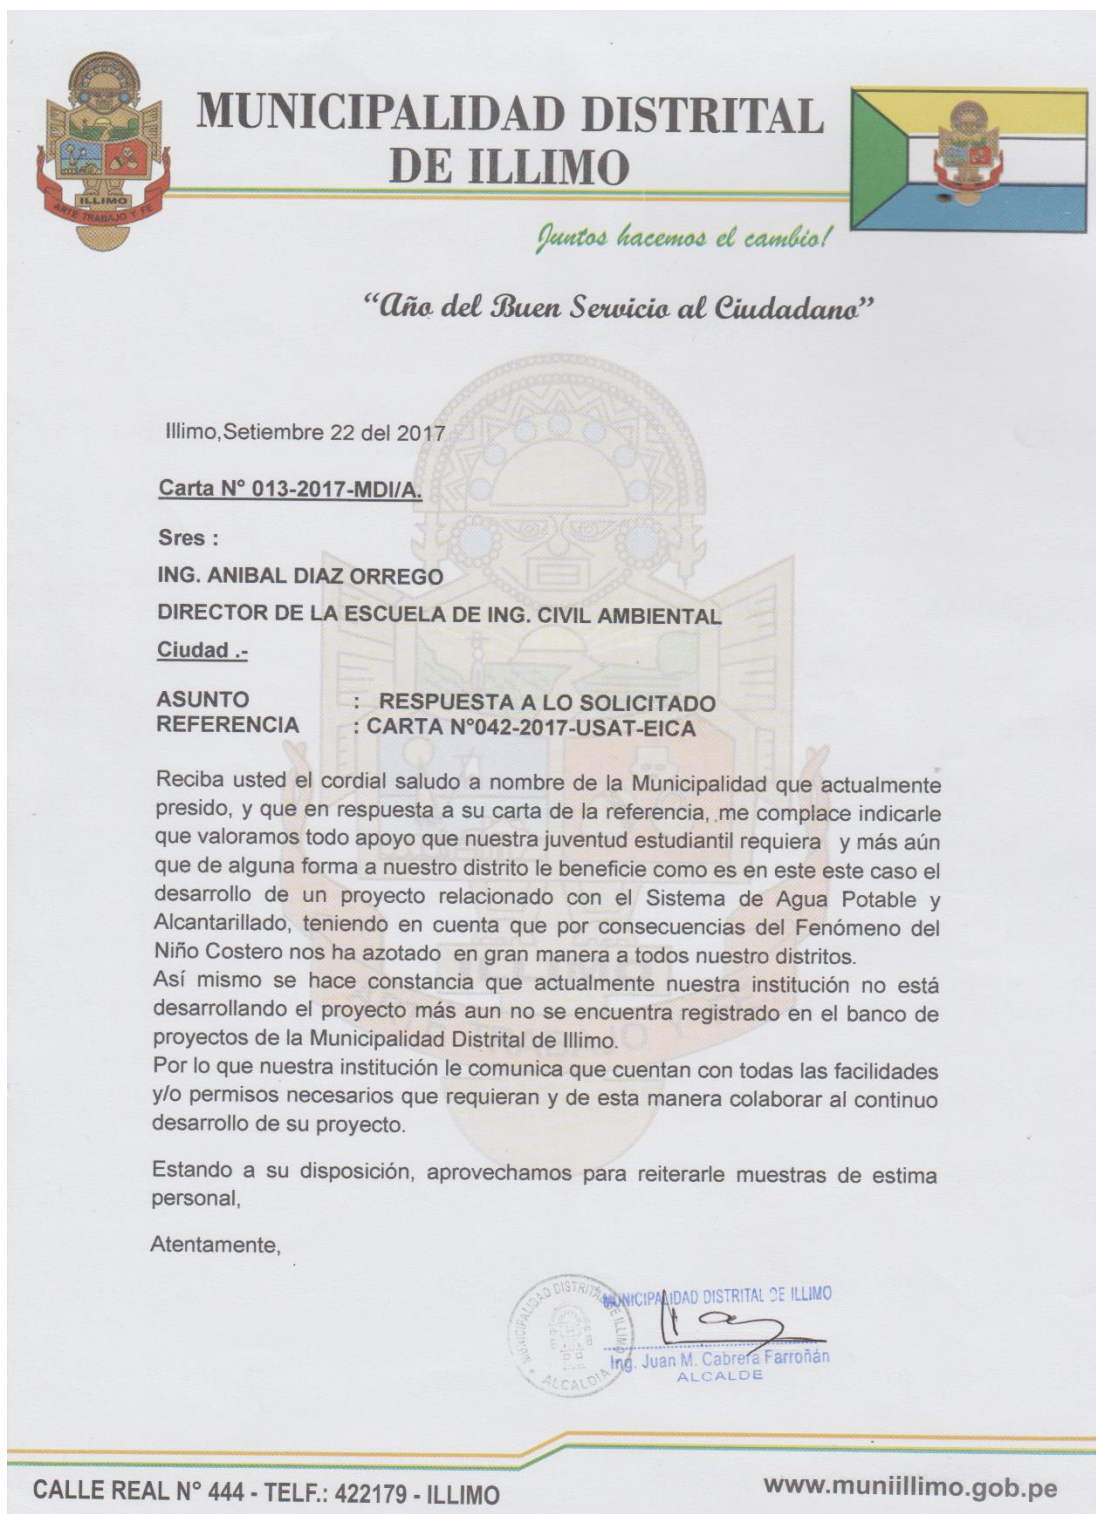 MUNICIPALIDAD DISTRITAL
DE ILLIMO
ILLIMO
ARTE TRABAJO Y FE
Juntos hacemos el cambio!
“Año del Buen Servicio al Ciudadano”
Illimo,Setiembre 22 del 2017
Carta N° 013-2017-MDI/A.
Sres :
ING. ANIBAL DIAZ ORREGO
DIRECTOR DE LA ESCUELA DE ING. CIVIL AMBIENTAL
Ciudad .-
ASUNTO : RESPUESTA A LO SOLICITADO
REFERENCIA : CARTA N°042-2017-USAT-EICA
Reciba usted el cordial saludo a nombre de la Municipalidad que actualmente
presido, y que en respuesta a su carta de la referencia, me complace indicarle
que valoramos todo apoyo que nuestra juventud estudiantil requiera y más aún
que de alguna forma a nuestro distrito le beneficie como es en este este caso el
desarrollo de un proyecto relacionado con el Sistema de Agua Potable y
Alcantarillado, teniendo en cuenta que por consecuencias del Fenómeno del
Niño Costero nos ha azotado en gran manera a todos nuestro distritos.
Así mismo se hace constancia que actualmente nuestra institución no está
desarrollando el proyecto más aun no se encuentra registrado en el banco de
proyectos de la Municipalidad Distrital de Illimo.
Por lo que nuestra institución le comunica que cuentan con todas las facilidades
y/o permisos necesarios que requieran y de esta manera colaborar al continuo
desarrollo de su proyecto.
Estando a su disposición, aprovechamos para reiterarle muestras de estima
personal,
Atentamente,
MUNICIPALIDAD DISTRITAL DE ILLIMO
ALCALDIA
MUNICIPALIDAD DISTRITAL DE ILLIMO
Ing. Juan M. Cabrera Farroñán
ALCALDE
CALLE REAL N° 444 - TELF.: 422179 - ILLIMO
www.muniillimo.gob.pe